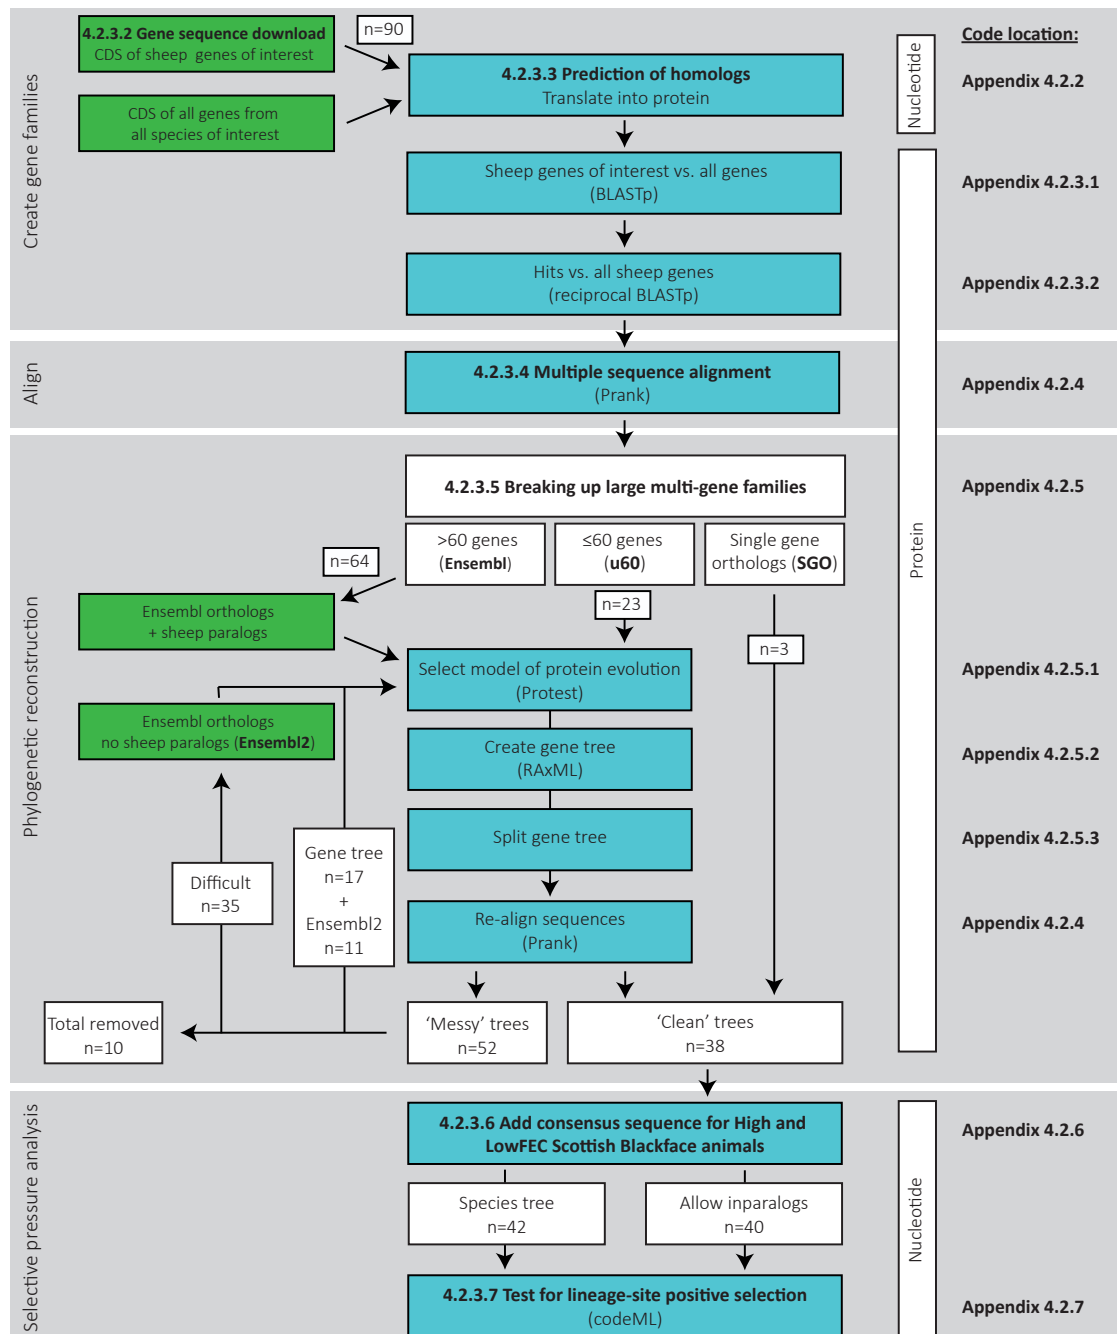 Create gene families
4.2.3.2 Gene sequence download
CDS of sheep genes of interest
n=90
CDS of all genes from
all species of interest
4.2.3.3 Prediction of homologs
Translate into protein
Nucleotide
Code location:
Appendix 4.2.2
Sheep genes of interest vs. all genes
(BLASTp)
Appendix 4.2.3.1
Hits vs. all sheep genes
(reciprocal BLASTp)
Appendix 4.2.3.2
Protein
Align
4.2.3.4 Multiple sequence alignment
(Prank)
Appendix 4.2.4
Phylogenetic reconstruction
4.2.3.5 Breaking up large multi-gene families
Appendix 4.2.5
>60 genes
(Ensembl)
≤60 genes
(u60)
Single gene
orthologs (SGO)
n=64
n=23
n=3
Ensembl orthologs
+ sheep paralogs
Select model of protein evolution
(Protest)
Appendix 4.2.5.1
Ensembl orthologs
no sheep paralogs (Ensembl2)
Create gene tree
(RAxML)
Appendix 4.2.5.2
Split gene tree
Appendix 4.2.5.3
Difficult
n=35
Gene tree
n=17
+
Ensembl2
n=11
Re-align sequences
(Prank)
Appendix 4.2.4
Total removed
n=10
‘Messy’ trees
n=52
‘Clean’ trees
n=38
Selective pressure analysis
4.2.3.6 Add consensus sequence for High and
LowFEC Scottish Blackface animals
Appendix 4.2.6
Nucleotide
Species tree
n=42
Allow inparalogs
n=40
4.2.3.7 Test for lineage-site positive selection
(codeML)
Appendix 4.2.7